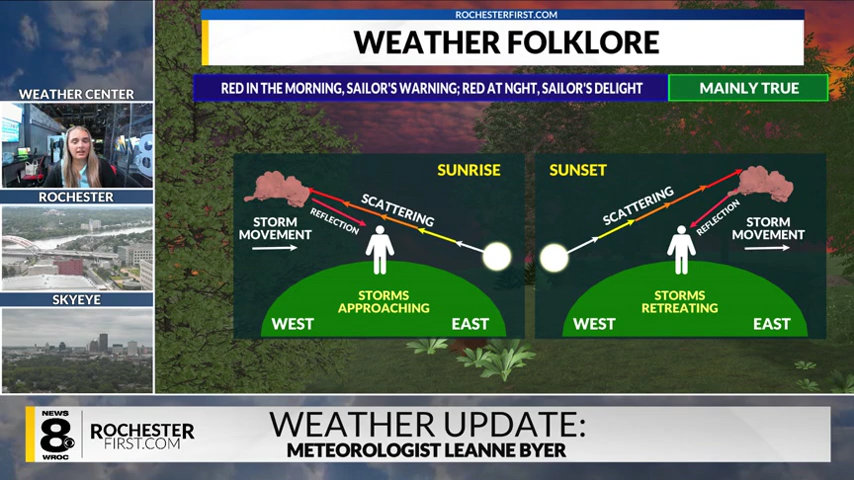 ROCHESTERFIRST.COM
WEATHER FOLKLORE
RED IN THE MORNING, SAILOR'S WARNING; RED AT NGHT, SAILOR'S DELIGHT
MAINLY TRUE
WEATHER CENTER
8
ROCHESTER
SKYEYE
SUNRISE
SCATTERING
REFLECTION
STORM
MOVEMENT
STORMS
APPROACHING
WEST
EAST
SUNSET
SCATTERING
REFLECTION
STORM
MOVEMENT
STORMS
RETREATING
WEST
EAST
NEWS
8
WROC
ROCHESTER
FIRST.COM
WEATHER UPDATE:
METEOROLOGIST LEANNE BYER